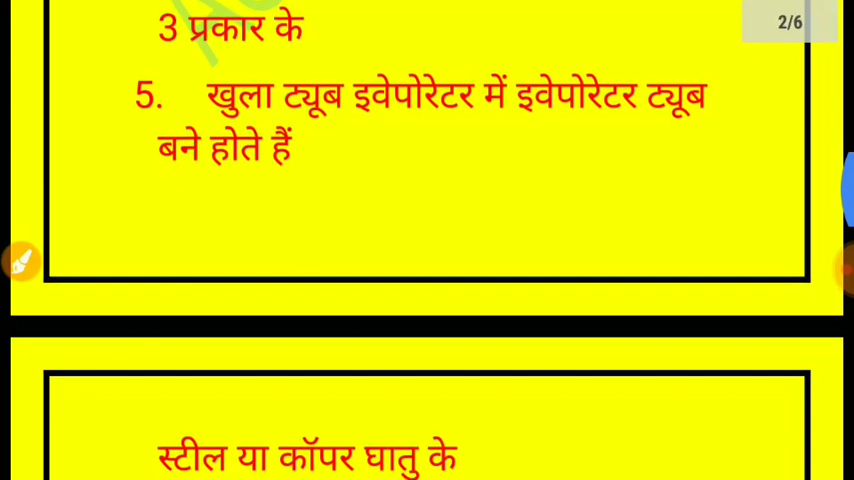 3 प्रकार के
2/6
5. खुला ट्यूब इवेपोरेटर में इवेपोरेटर ट्यूब
बने होते हैं
स्टील या कॉपर घातु के